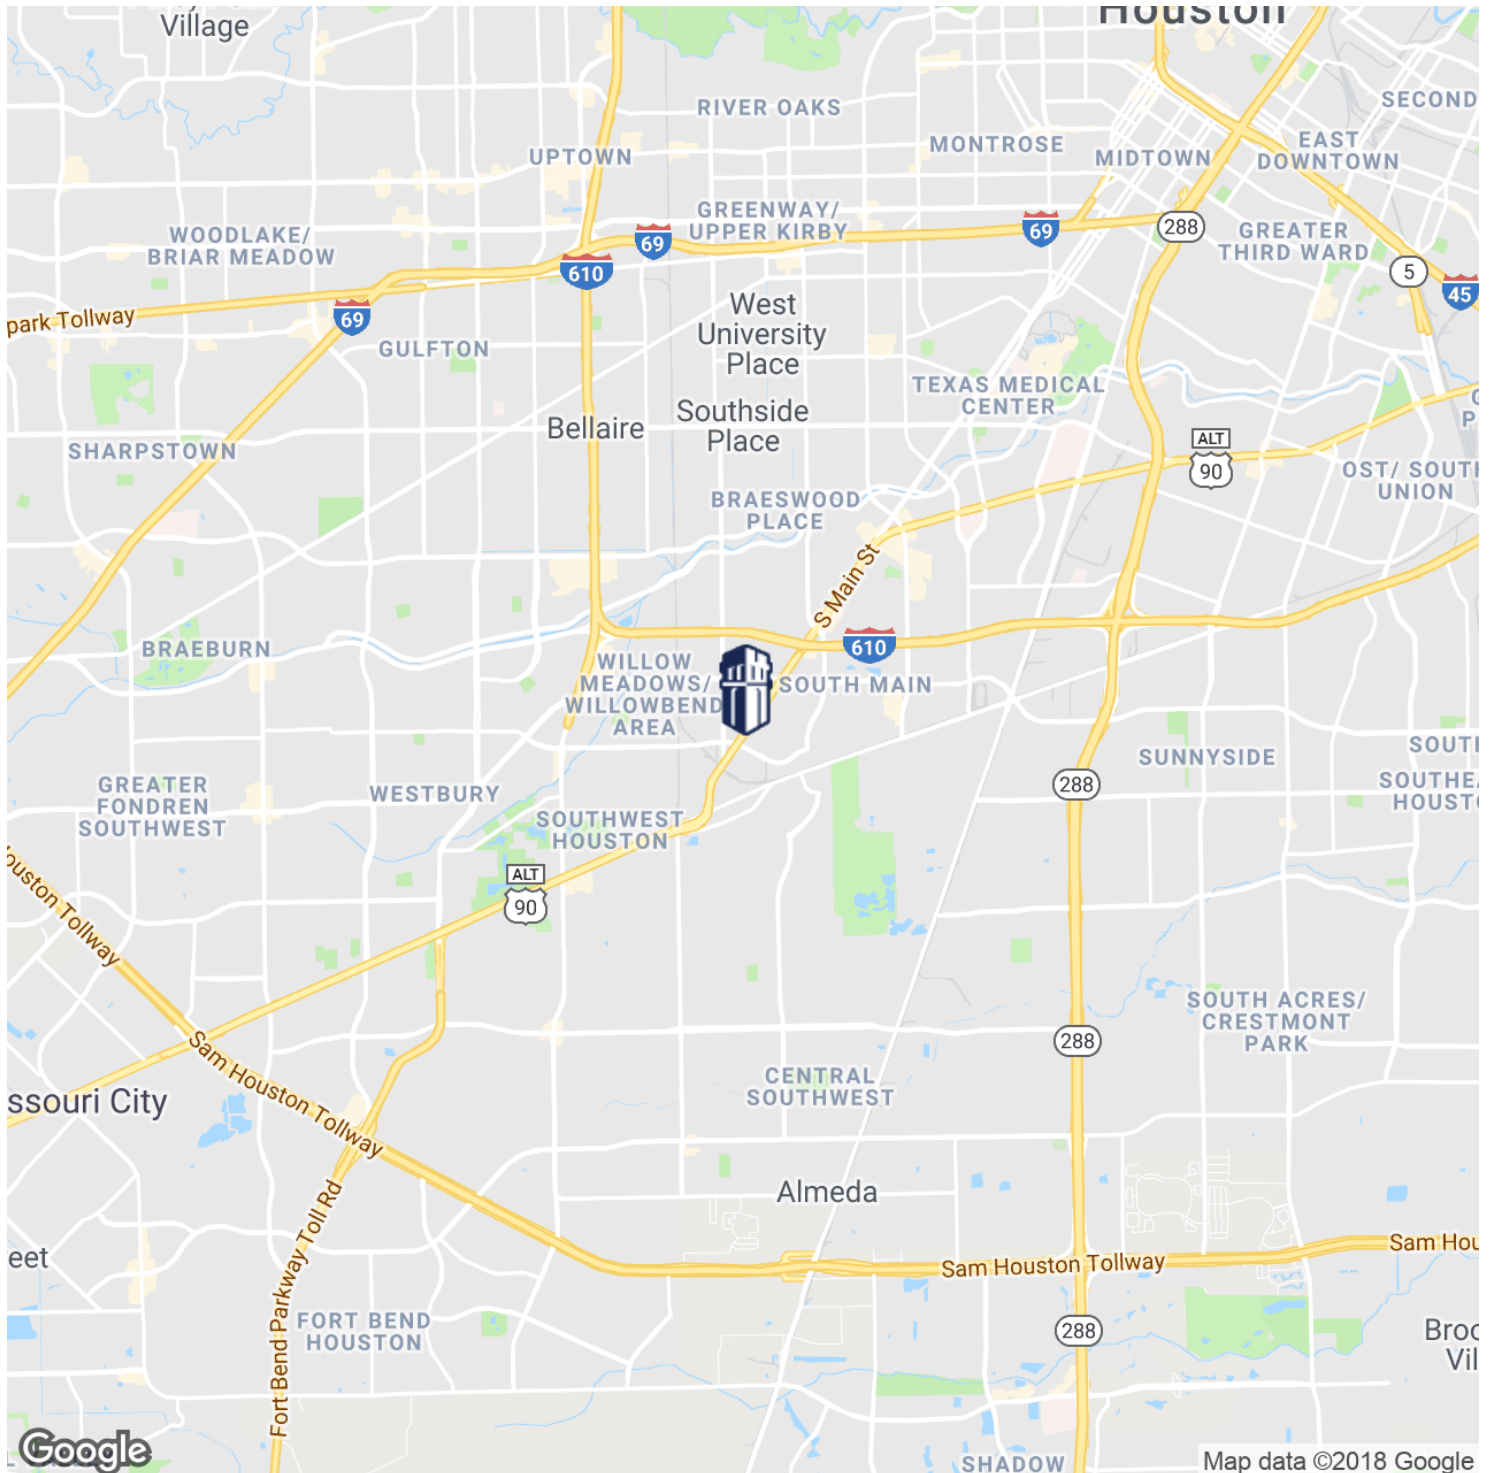 Houston
Village
RIVER OAKS
SECOND
MONTROSE
EAST
DOWNTOWN
UPTOWN
MIDTOWN
GREENWAY/
UPPER KIRBY
WOODLAKE/
BRIAR MEADOW
69
69
288
GREATER
THIRD WARD
610
5
45
park Tollway
69
West
University
Place
GULFTON
TEXAS MEDICAL
CENTER
Southside
Place
Bellaire
SHARPSTOWN
ALT
90
OST/ SOUTH
UNION
BRAESWOOD
PLACE
S Main St
610
BRAEBURN
WILLOW
MEADOWS/
WILLOWBEND
AREA
SOUTH MAIN
SUNNYSIDE
SOUTH
GREATER
FONDREN
SOUTHWEST
WESTBURY
288
SOUTHEA
HOUSTO
SOUTHWEST
HOUSTON
ouston Tollway
ALT
90
SOUTH ACRES/
CRESTMONT
PARK
288
Sam Houston Tollway
CENTRAL
SOUTHWEST
ssouri City
Almeda
Fort Bend Parkway Toll Rd
eet
Sam Houston Tollway
Sam Hou
FORT BEND
HOUSTON
288
Broo
Vil
Google
SHADOW
Map data ©2018 Google